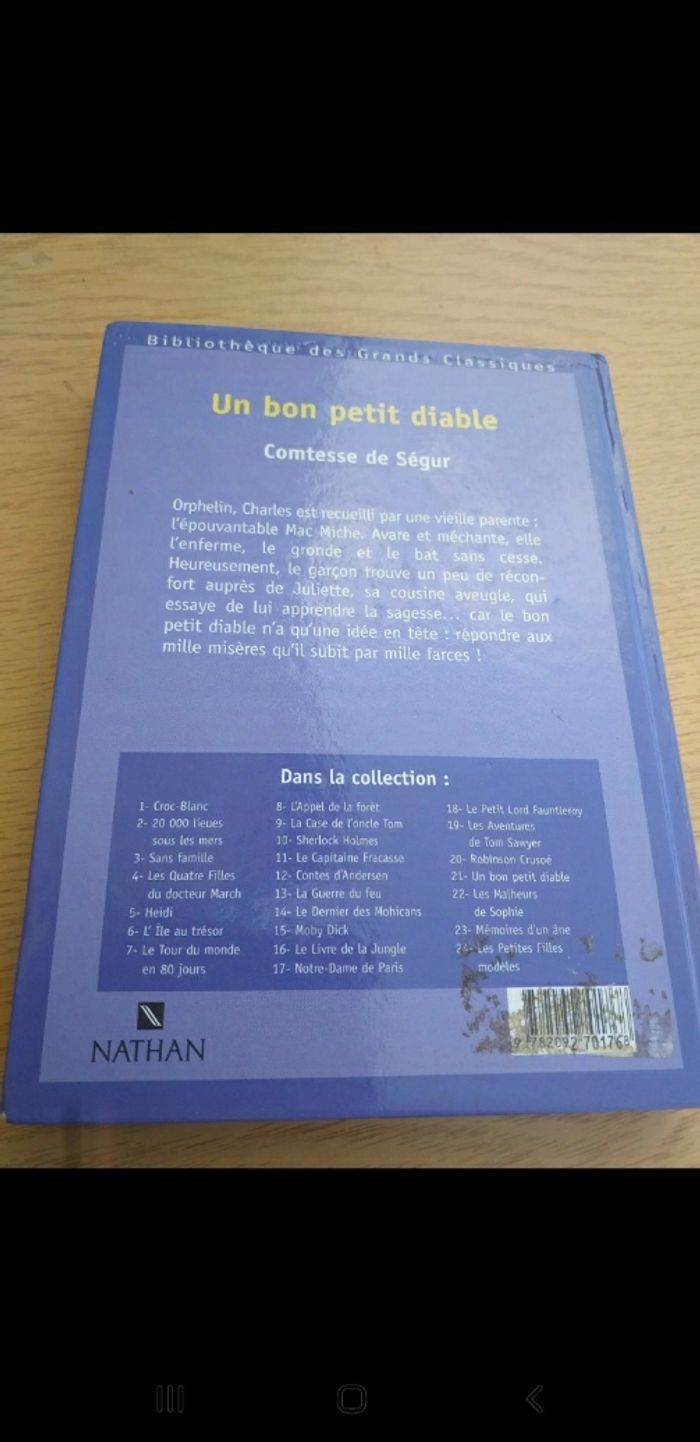 Bibliothèque des Grands Classiques
Un bon petit diable
Comtesse de Ségur
Orphelin, Charles est recueilli par une vieille parente :
l'épouvantable Mac Miche. Avare et méchante, elle
l'enferme, le gronde et le bat sans cesse.
Heureusement, le garçon trouve un peu de récon-
fort auprès de Juliette, sa cousine aveugle, qui
essaye de lui apprendre la sagesse... car le bon
petit diable n'a qu'une idée en tête : répondre aux
mille misères qu'il subit par mille farces !
Dans la collection :
1- Croc-Blanc
2- 20 000 lieues
sous les mers
3- Sans famille
4- Les Quatre Filles
du docteur March
5- Heidi
6- L' Île au trésor
7- Le Tour du monde
en 80 jours
8- L'Appel de la forêt
9- La Case de l'oncle Tom
10- Sherlock Holmes
11- Le Capitaine Fracasse
12- Contes d'Andersen
13- La Guerre du feu
14- Le Dernier des Mohicans
15- Moby Dick
16- Le Livre de la Jungle
17- Notre-Dame de Paris
18- Le Petit Lord Fauntleroy
19- Les Aventures
de Tom Sawyer
20- Robinson Crusoé
21- Un bon petit diable
22- Les Malheurs
de Sophie
23- Mémoires d'un âne
24- Les Petites Filles
modèles
NATHAN
9 782092 701768